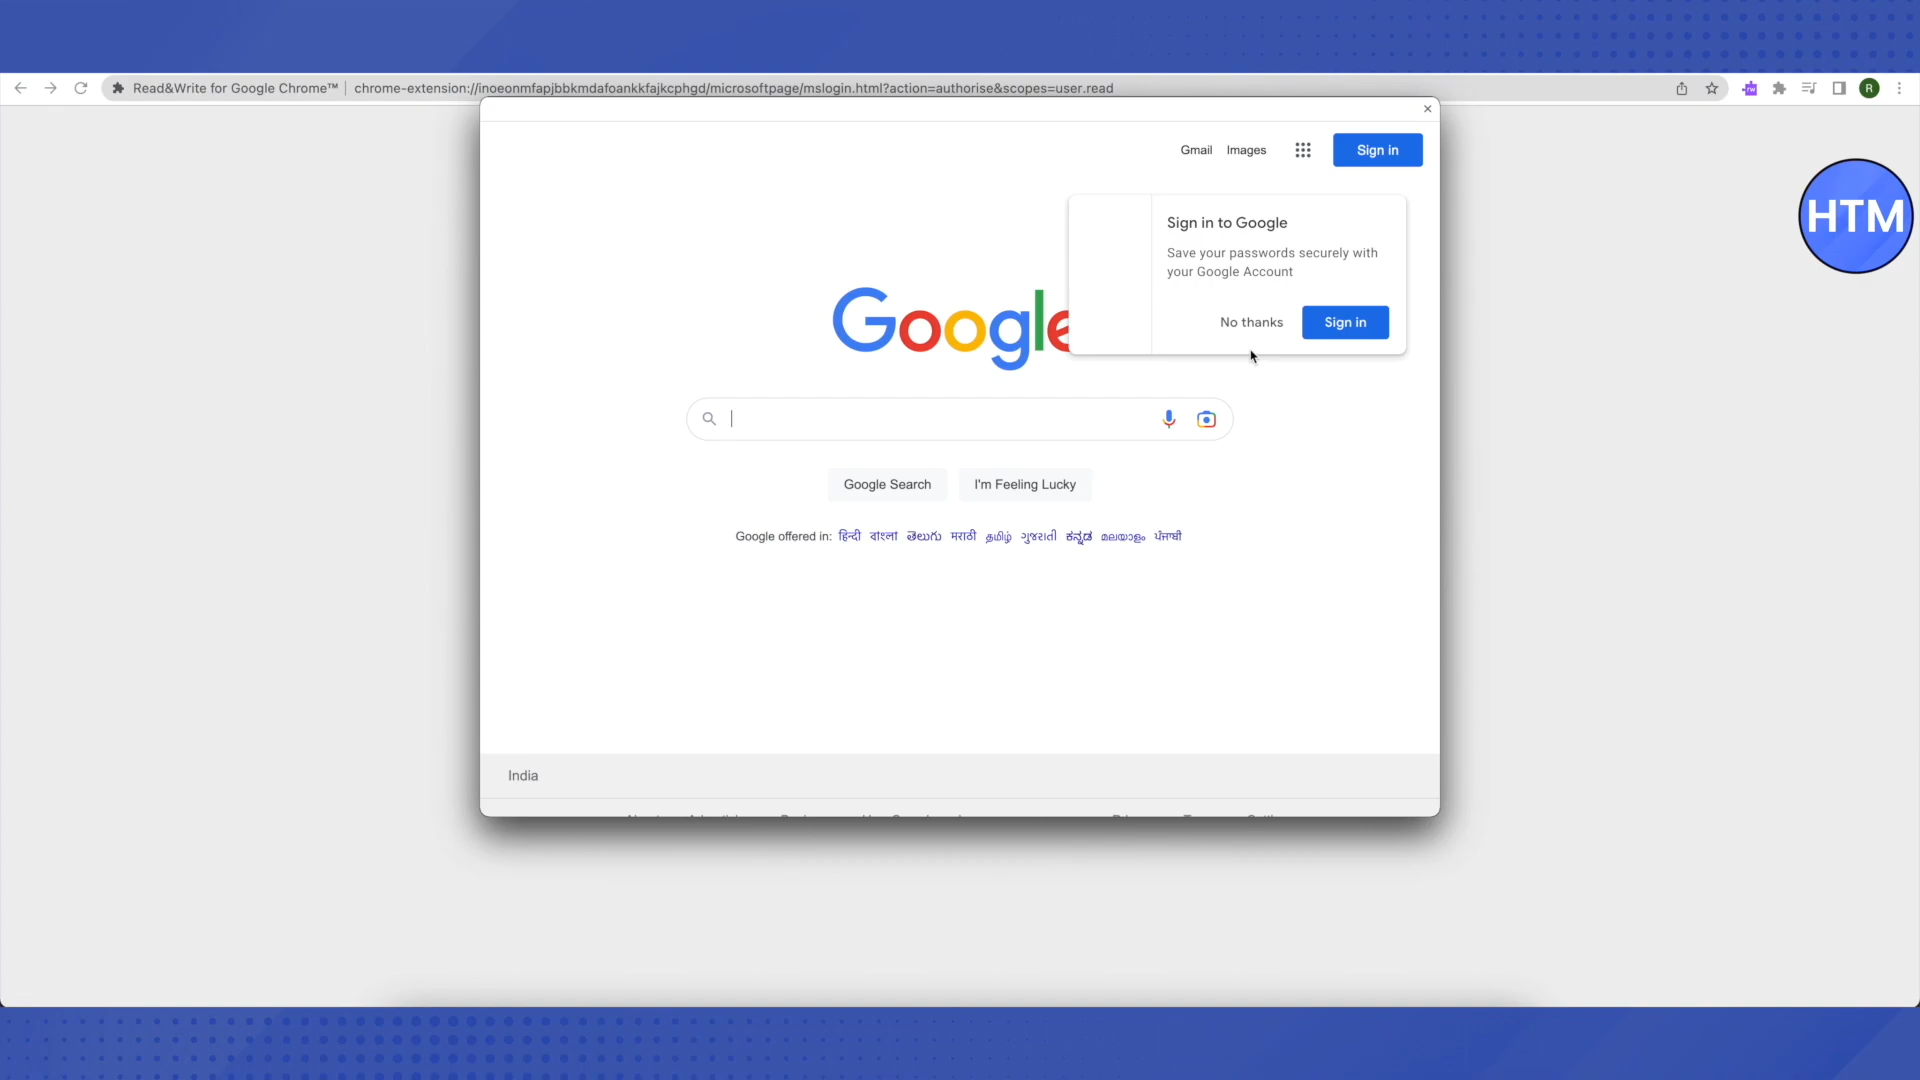 Read&Write for Google Chrome™ | chrome-extension://inoeonmfapjbbkmdafoankkfajkcphgd/microsoftpage/mslogin.html?action=authorise&scopes=user.read
rw
R
Gmail Images Sign in
HTM
Sign in to Google
Save your passwords securely with
your Google Account
No thanks Sign in
Google
Google Search I'm Feeling Lucky
Google offered in: हिन्दी বাংলা తెలుగు मराठी தமிழ் ગુજરાતી ಕನ್ನಡ മലയാളം ਪੰਜਾਬੀ
India